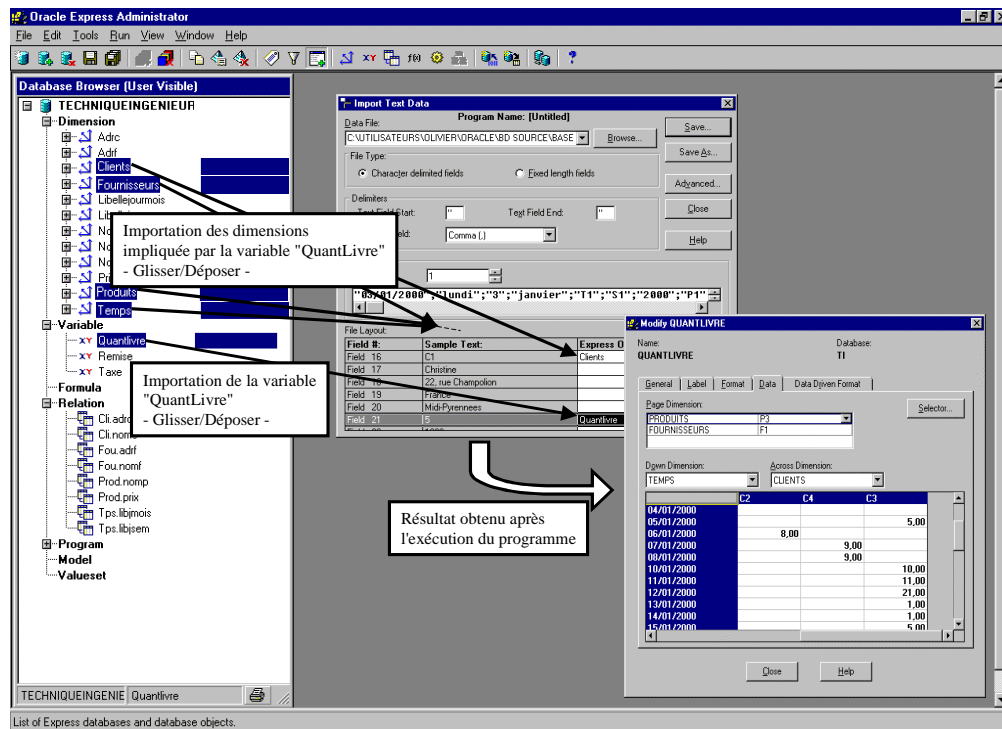 Oracle Express Administrator
File Edit Tools Run View Window Help
Database Browser (User Visible)
TECHNIQUEINGENIEUR
Dimension
Adrc
Adrf
Clients
Fournisseurs
Libellejourmois
Produits
Temps
Variable
Quantlivre
Remise
Taxe
Formula
Relation
Cli.adrc
Cli.nomc
Fou.adrf
Fou.nomf
Prod.nomp
Prod.prix
Tps.libjmois
Tps.libjsem
Program
Model
Valueset
TECHNIQUEINGENIE Quantlivre
List of Express databases and database objects.
Importation des dimensions
impliquée par la variable "QuantLivre"
- Glisser/Déposer -
Importation de la variable
"QuantLivre"
- Glisser/Déposer -
Import Text Data
Program Name: [Untitled]
Data File:
C:\UTILISATEURS\OLIVIER\ORACLE\BD SOURCE\BASE
Browse...
Save...
Save As...
Advanced...
Close
Help
File Type:
Character delimited fields Fixed length fields
Delimiters
Text Field Start: " Text Field End: "
Comma (,)
1
"03/01/2000";"lundi";"3";"janvier";"T1";"S1";"2000";"P1"
File Layout:
Field #: Sample Text: Express O
Field 16 C1 Clients
Field 17 Christine
Field 18 22, rue Champolion
Field 19 France
Field 20 Midi-Pyrennees
Field 21 5 Quantlivre
Résultat obtenu après
l'exécution du programme
Modify QUANTLIVRE
Name: Database:
QUANTLIVRE TI
General Label Format Data Data Driven Format
Page Dimension:
PRODUITS P3
FOURNISSEURS F1
Selector...
Down Dimension: Across Dimension:
TEMPS CLIENTS
C2 C4 C3
04/01/2000
05/01/2000 5,00
06/01/2000 8,00
07/01/2000 9,00
08/01/2000 9,00
10/01/2000 10,00
11/01/2000 11,00
12/01/2000 21,00
13/01/2000 1,00
14/01/2000 1,00
15/01/2000 5,00
Close Help